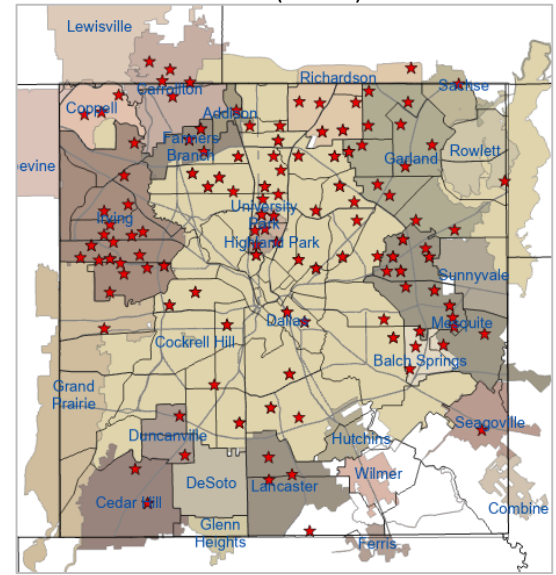 Lewisville
Richardson
Sachse
Carrollton
Coppell
Addison
Farmers
Branch
Garland
Rowlett
evine
Irving
University
Park
Highland Park
Sunnyvale
Dallas
Mesquite
Cockrell Hill
Balch Springs
Grand
Prairie
Seagoville
Duncanville
Hutchins
Wilmer
DeSoto
Lancaster
Cedar Hill
Combine
Glenn
Heights
Ferris